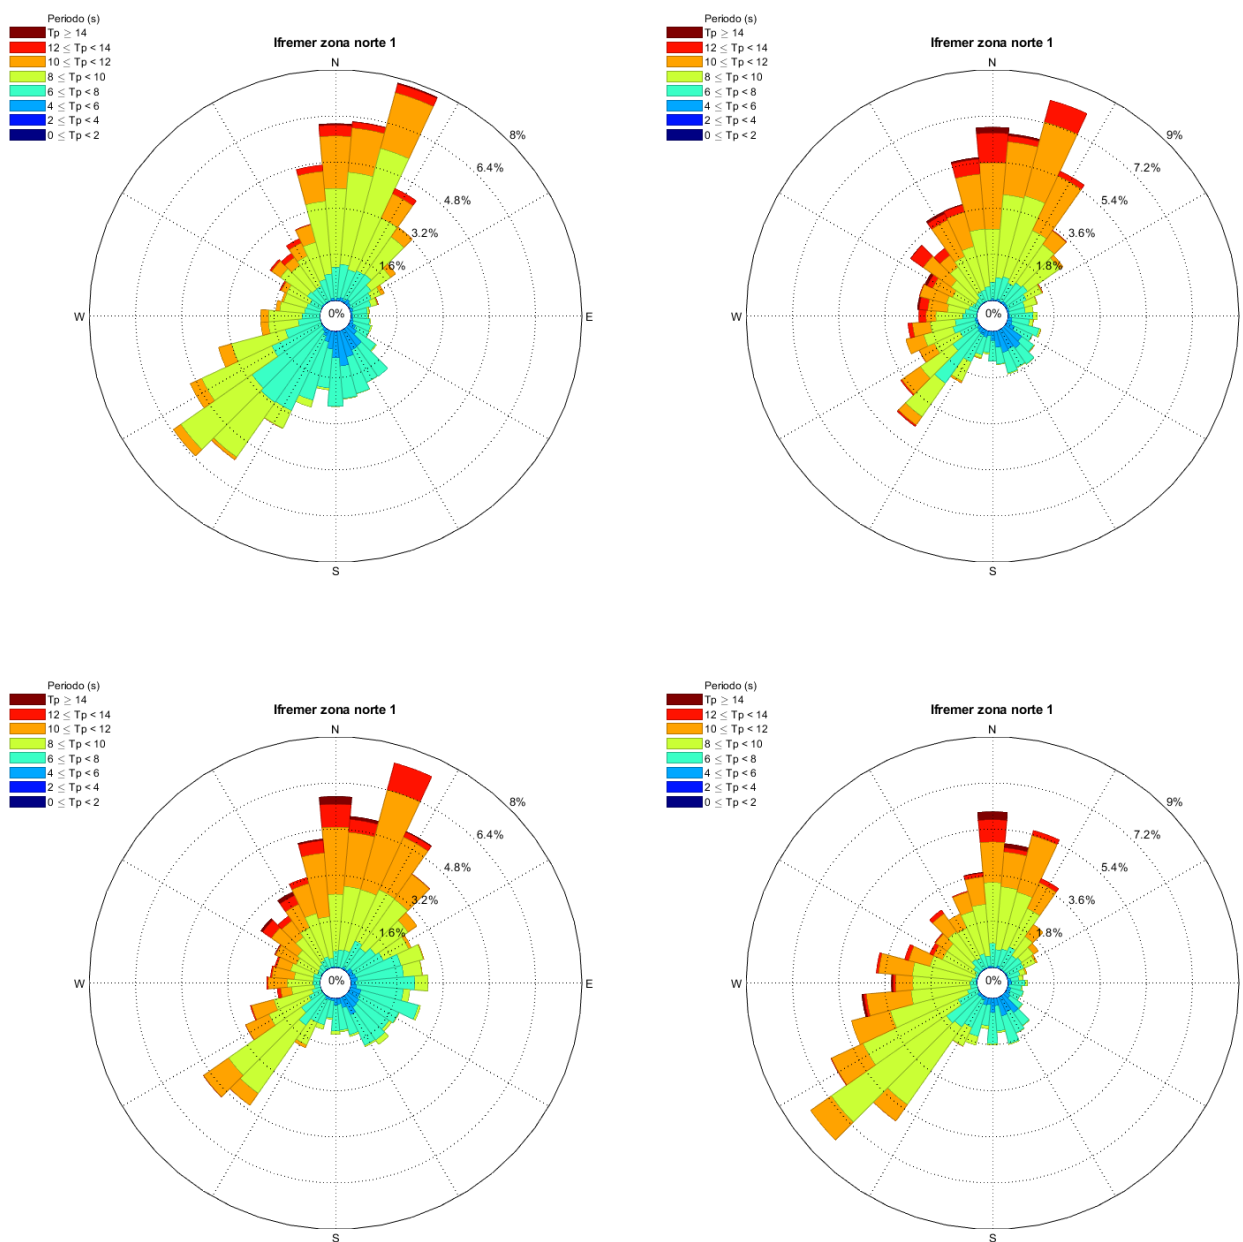 Periodo (s)
Tp ≥ 14
12 ≤ Tp < 14
10 ≤ Tp < 12
8 ≤ Tp < 10
6 ≤ Tp < 8
4 ≤ Tp < 6
2 ≤ Tp < 4
0 ≤ Tp < 2
Ifremer zona norte 1
N
8%
6.4%
4.8%
3.2%
1.6%
0%
W
E
S
Periodo (s)
Tp ≥ 14
12 ≤ Tp < 14
10 ≤ Tp < 12
8 ≤ Tp < 10
6 ≤ Tp < 8
4 ≤ Tp < 6
2 ≤ Tp < 4
0 ≤ Tp < 2
Ifremer zona norte 1
N
9%
7.2%
5.4%
3.6%
1.8%
0%
W
E
S
Periodo (s)
Tp ≥ 14
12 ≤ Tp < 14
10 ≤ Tp < 12
8 ≤ Tp < 10
6 ≤ Tp < 8
4 ≤ Tp < 6
2 ≤ Tp < 4
0 ≤ Tp < 2
Ifremer zona norte 1
N
8%
6.4%
4.8%
3.2%
1.6%
0%
W
E
S
Periodo (s)
Tp ≥ 14
12 ≤ Tp < 14
10 ≤ Tp < 12
8 ≤ Tp < 10
6 ≤ Tp < 8
4 ≤ Tp < 6
2 ≤ Tp < 4
0 ≤ Tp < 2
Ifremer zona norte 1
N
9%
7.2%
5.4%
3.6%
1.8%
0%
W
E
S